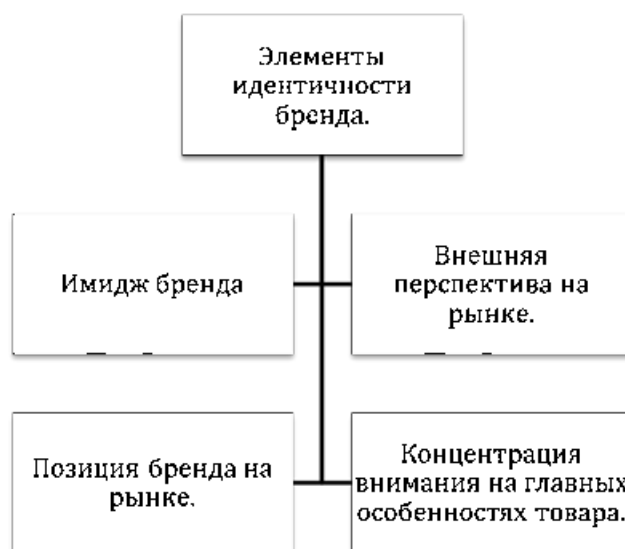 Элементы
идентичности
бренда.
Имидж бренда
Внешняя
перспектива на
рынке.
Позиция бренда на
рынке.
Концентрация
внимания на главных
особенностях товара.